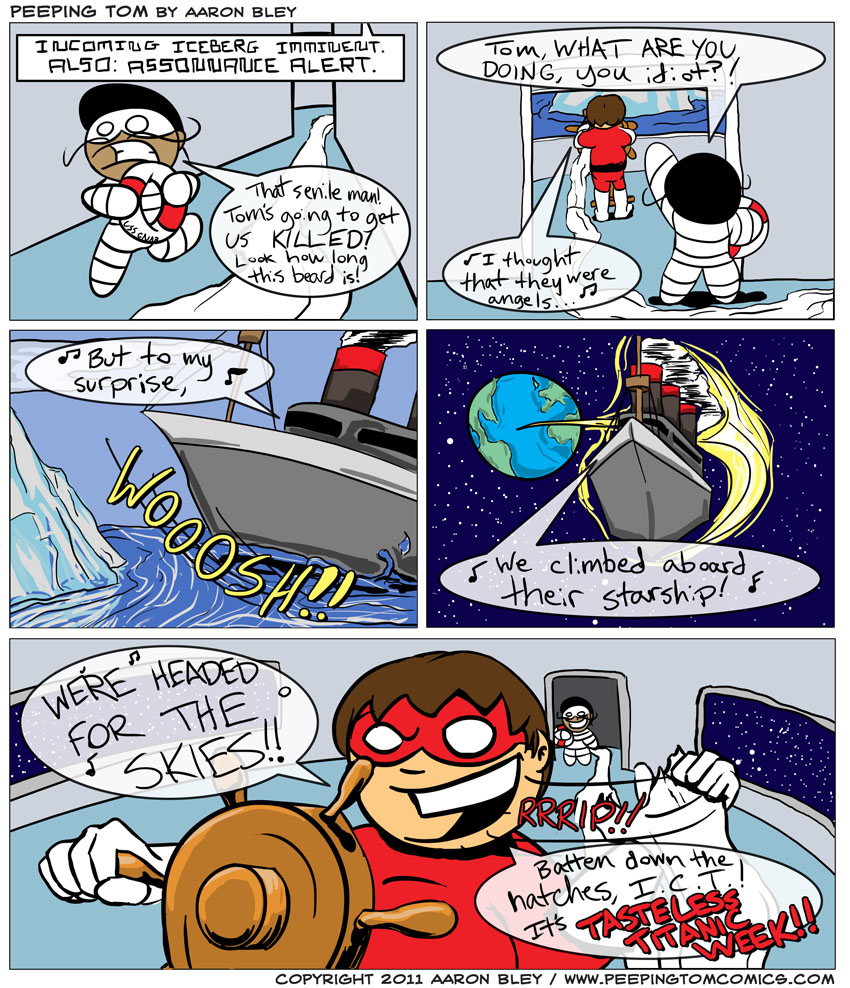 PEEPING TOM BY AARON BLEY
INCOMING ICEBERG IMMINENT.
ALSO: ASSONNANCE ALERT.
That senile man!
Tom's going to get
us KILLED!
Look how long
this beard is!
Tom, WHAT ARE YOU
DOING, you idiot?!
♪ I thought
that they were
angels... ♫
♫ But to my
surprise, ♪
WOOOSH!!
♪ We climbed aboard
their starship! ♪
WE'RE HEADED
FOR THE
SKIES!!
RRRIP!!
Batten down the
hatches, I.C.T.!
It's TASTELESS
TITANIC
WEEK!!
COPYRIGHT 2011 AARON BLEY / WWW.PEEPINGTOMCOMICS.COM